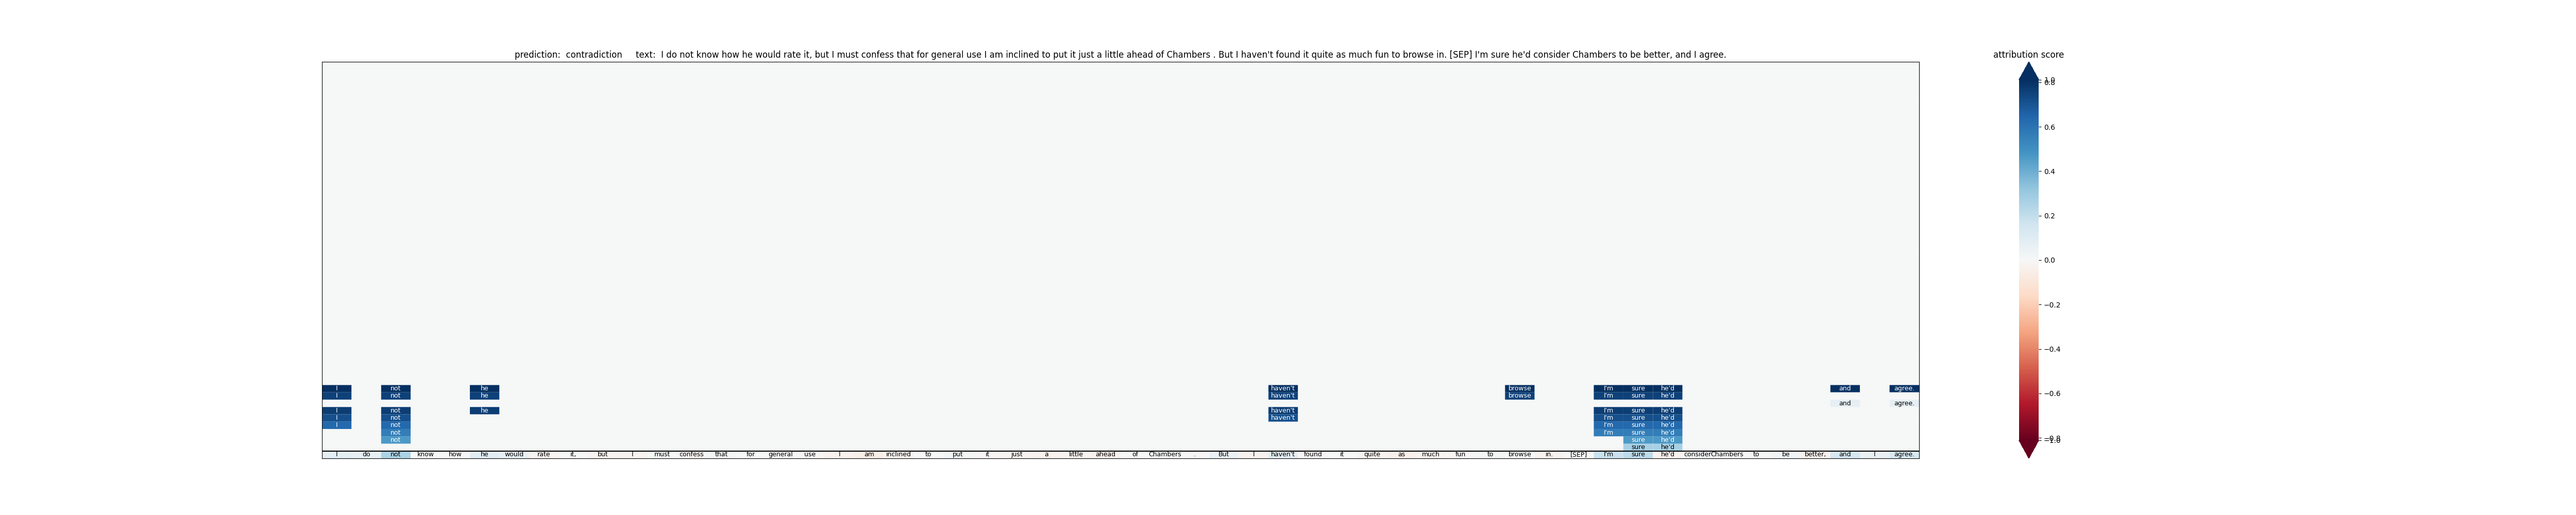 prediction:  contradiction     text:  I do not know how he would rate it, but I must confess that for general use I am inclined to put it just a little ahead of Chambers . But I haven't found it quite as much fun to browse in. [SEP] I'm sure he'd consider Chambers to be better, and I agree.
attribution score
1.0
0.8
0.6
0.4
0.2
0.0
−0.2
−0.4
−0.6
−0.8
−1.0
I not he haven't browse I'm sure he'd and agree.
I not he haven't browse I'm sure he'd
and agree.
I not he haven't I'm sure he'd
I not haven't I'm sure he'd
I not I'm sure he'd
not I'm sure he'd
not sure he'd
sure he'd
I do not know how he would rate it, but I must confess that for general use I am inclined to put it just a little ahead of Chambers . But I haven't found it quite as much fun to browse in. [SEP] I'm sure he'd considerChambers to be better, and I agree.